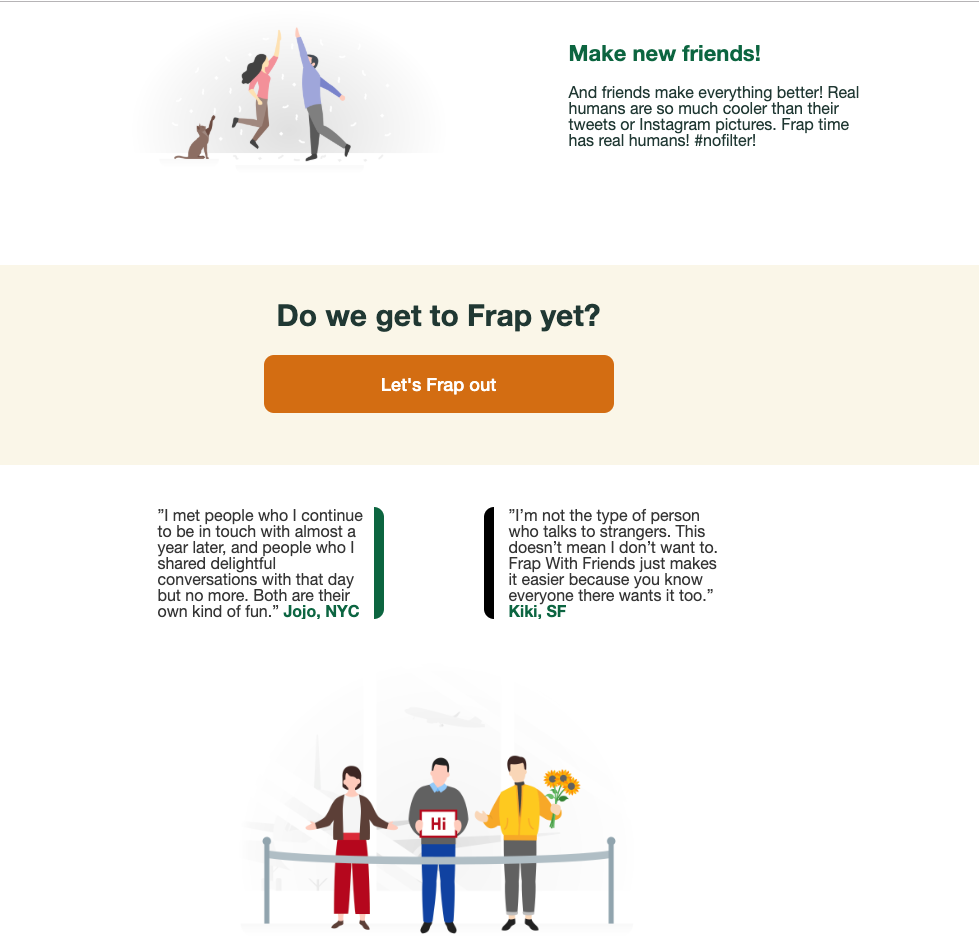 Make new friends!
And friends make everything better! Real
humans are so much cooler than their
tweets or Instagram pictures. Frap time
has real humans! #nofilter!
Do we get to Frap yet?
Let's Frap out
”I met people who I continue
to be in touch with almost a
year later, and people who I
shared delightful
conversations with that day
but no more. Both are their
own kind of fun.” Jojo, NYC
”I’m not the type of person
who talks to strangers. This
doesn’t mean I don’t want to.
Frap With Friends just makes
it easier because you know
everyone there wants it too.”
Kiki, SF
Hi